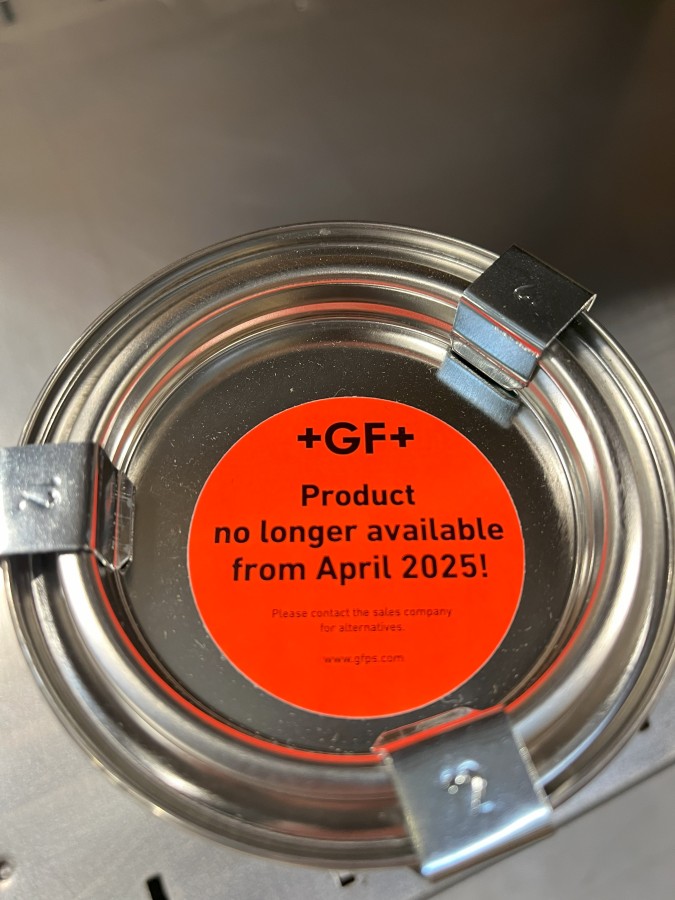 +GF+
Product
no longer available
from April 2025!
Please contact the sales company
for alternatives.
www.gfps.com